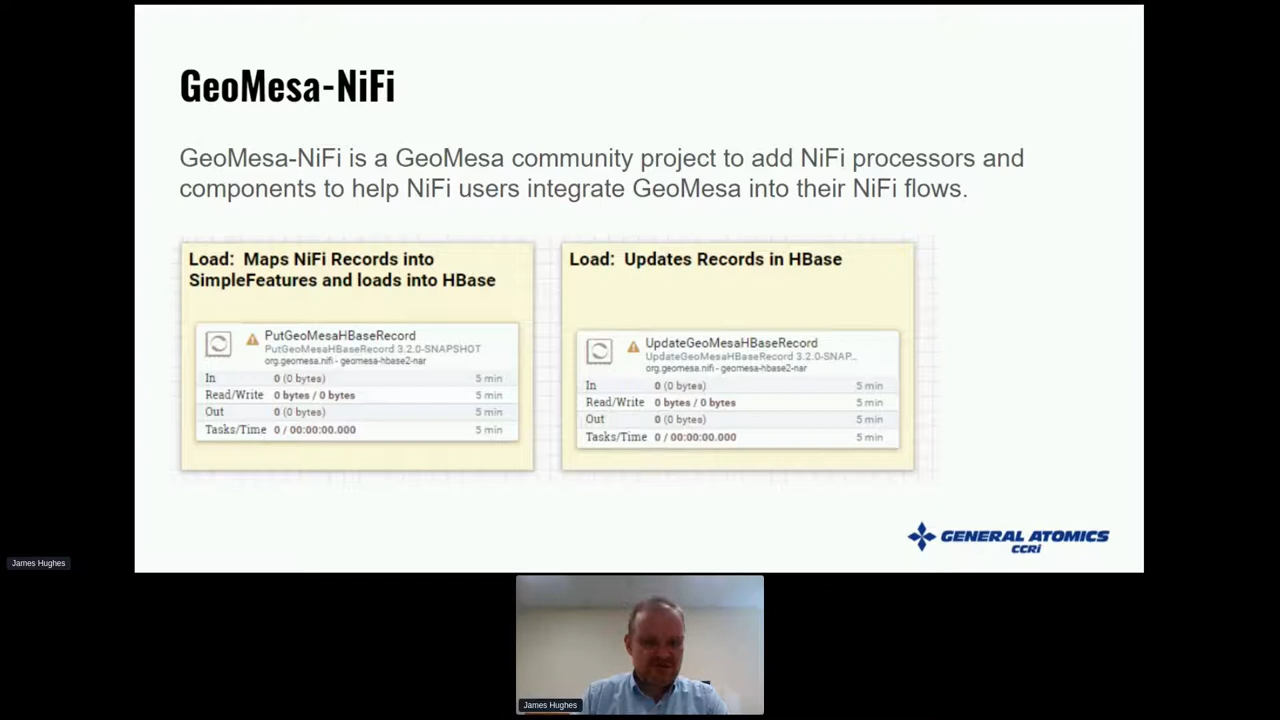 GeoMesa-NiFi
GeoMesa-NiFi is a GeoMesa community project to add NiFi processors and
components to help NiFi users integrate GeoMesa into their NiFi flows.
Load: Maps NiFi Records into
SimpleFeatures and loads into HBase
PutGeoMesaHBaseRecord
PutGeoMesaHBaseRecord 3.2.0-SNAPSHOT
org.geomesa.nifi - geomesa-hbase2-nar
In 0 (0 bytes) 5 min
Read/Write 0 bytes / 0 bytes 5 min
Out 0 (0 bytes) 5 min
Tasks/Time 0 / 00:00:00.000 5 min
Load: Updates Records in HBase
UpdateGeoMesaHBaseRecord
UpdateGeoMesaHBaseRecord 3.2.0-SNAP...
org.geomesa.nifi - geomesa-hbase2-nar
In 0 (0 bytes) 5 min
Read/Write 0 bytes / 0 bytes 5 min
Out 0 (0 bytes) 5 min
Tasks/Time 0 / 00:00:00.000 5 min
GENERAL ATOMICS
CCRi
James Hughes
James Hughes